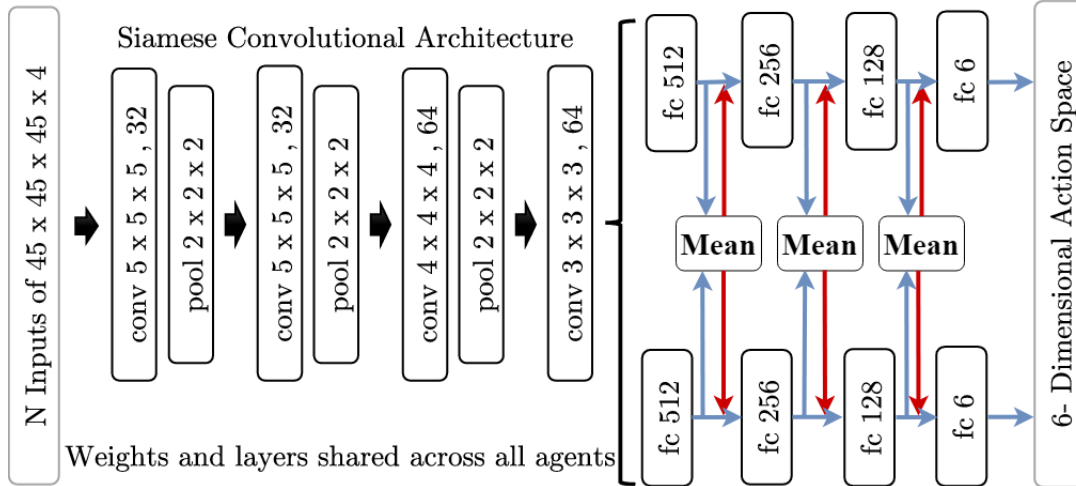 N Inputs of 45 x 45 x 45 x 4
Siamese Convolutional Architecture
conv 5 x 5 x 5 , 32
pool 2 x 2 x 2
conv 5 x 5 x 5 , 32
pool 2 x 2 x 2
conv 4 x 4 x 4 , 64
pool 2 x 2 x 2
conv 3 x 3 x 3 , 64
Weights and layers shared across all agents
fc 512
fc 256
fc 128
fc 6
Mean
Mean
Mean
fc 512
fc 256
fc 128
fc 6
6- Dimensional Action Space